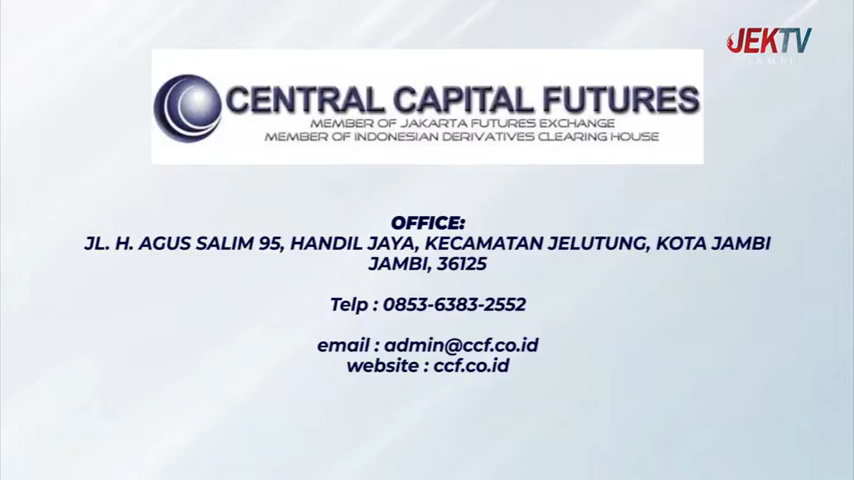 JEKTV
JAMBI
CENTRAL CAPITAL FUTURES
MEMBER OF JAKARTA FUTURES EXCHANGE
MEMBER OF INDONESIAN DERIVATIVES CLEARING HOUSE
OFFICE:
JL. H. AGUS SALIM 95, HANDIL JAYA, KECAMATAN JELUTUNG, KOTA JAMBI
JAMBI, 36125
Telp : 0853-6383-2552
email : admin@ccf.co.id
website : ccf.co.id